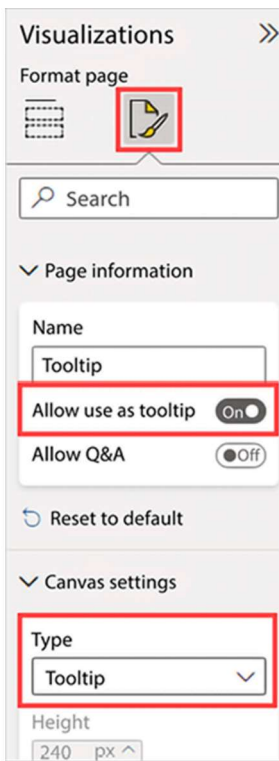 Visualizations
Format page
Search
Page information
Name
Tooltip
Allow use as tooltip On
Allow Q&A Off
Reset to default
Canvas settings
Type
Tooltip
Height
240 px